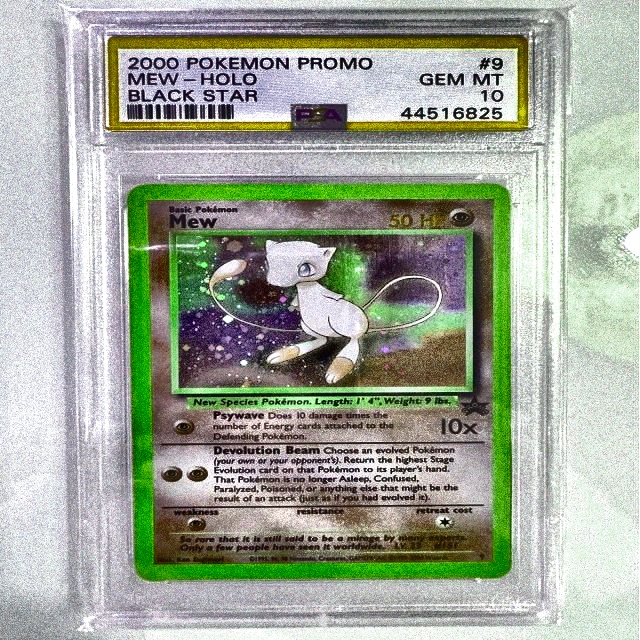 2000 POKEMON PROMO #9
MEW - HOLO GEM MT
BLACK STAR 10
PSA 44516825
Basic Pokémon
Mew 50 HP
New Species Pokémon. Length: 1' 4", Weight: 9 lbs.
Psywave Does 10 damage times the
number of Energy cards attached to the
Defending Pokémon.
10x
Devolution Beam Choose an evolved Pokémon
(your own or your opponent's). Return the highest Stage
Evolution card on that Pokémon to its player's hand.
That Pokémon is no longer Asleep, Confused,
Paralyzed, Poisoned, or anything else that might be the
result of an attack (just as if you had evolved it).
weakness resistance retreat cost
So rare that it is still said to be a mirage by many experts.
Only a few people have seen it worldwide. LV. 23 #151
9